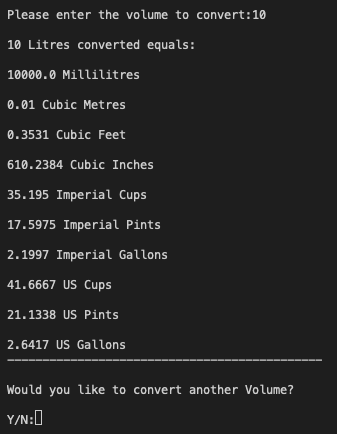 Please enter the volume to convert:10
10 Litres converted equals:
10000.0 Millilitres
0.01 Cubic Metres
0.3531 Cubic Feet
610.2384 Cubic Inches
35.195 Imperial Cups
17.5975 Imperial Pints
2.1997 Imperial Gallons
41.6667 US Cups
21.1338 US Pints
2.6417 US Gallons
---------------------------------------------
Would you like to convert another Volume?
Y/N: